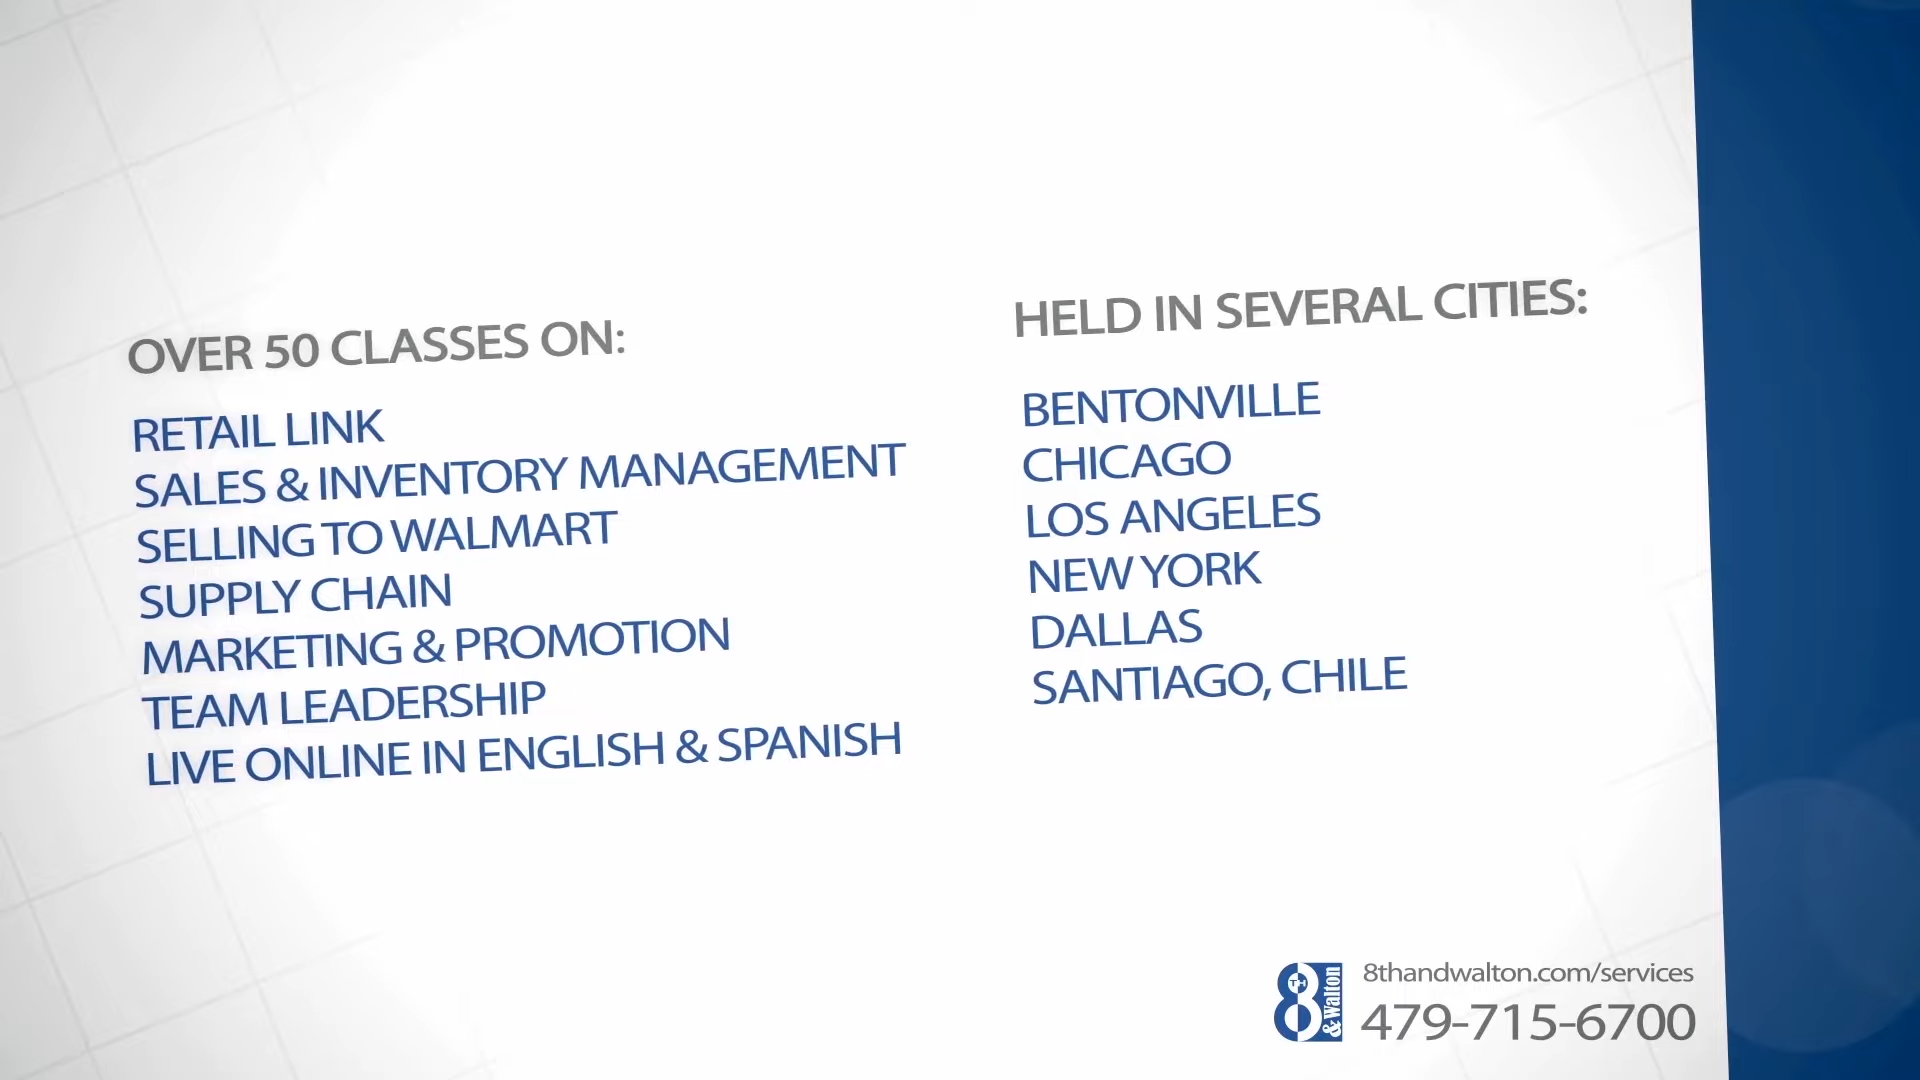 OVER 50 CLASSES ON:
RETAIL LINK
SALES & INVENTORY MANAGEMENT
SELLING TO WALMART
SUPPLY CHAIN
MARKETING & PROMOTION
TEAM LEADERSHIP
LIVE ONLINE IN ENGLISH & SPANISH
HELD IN SEVERAL CITIES:
BENTONVILLE
CHICAGO
LOS ANGELES
NEW YORK
DALLAS
SANTIAGO, CHILE
8TH & Walton
8thandwalton.com/services
479-715-6700